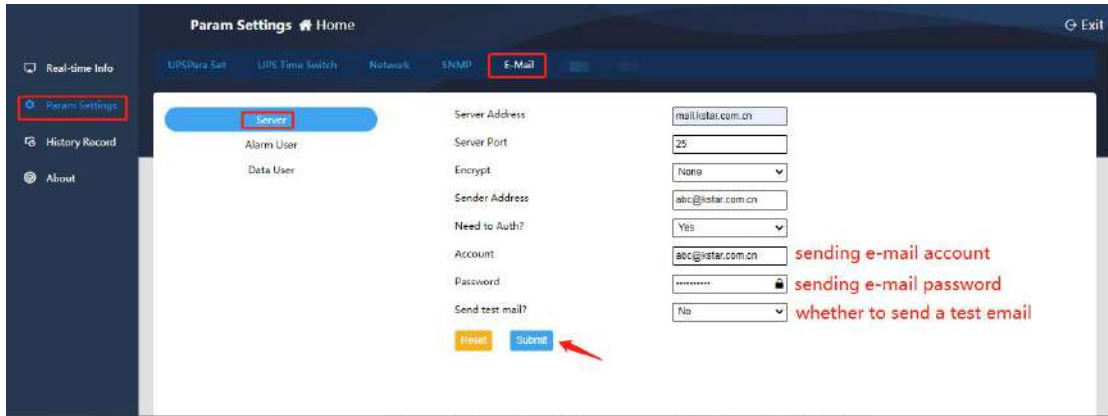 Param Settings Home
Exit
Real-time Info
Param Settings
History Record
About
UPSPara Set
UPS Time Switch
Network
SNMP
E-Mail
Server
Alarm User
Data User
Server Address
mail.kstar.com.cn
Server Port
25
Encrypt
None
Sender Address
abc@kstar.com.cn
Need to Auth?
Yes
Account
abc@kstar.com.cn
sending e-mail account
Password
··········
sending e-mail password
Send test mail?
No
whether to send a test email
Reset
Submit